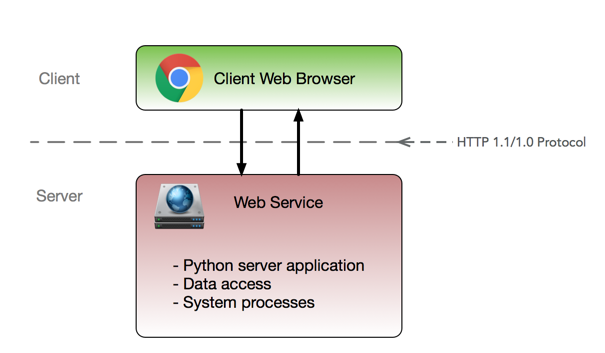 Client
Client Web Browser
HTTP 1.1/1.0 Protocol
Server
Web Service
- Python server application
- Data access
- System processes